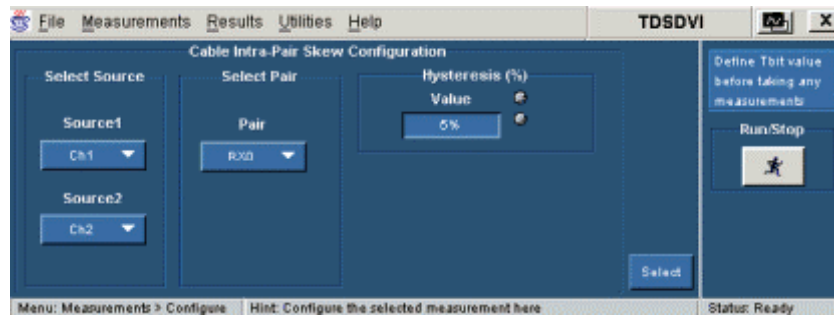 File Measurements Results Utilities Help TDSDVI X
Cable Intra-Pair Skew Configuration
Select Source
Source1
Ch1
Source2
Ch2
Select Pair
Pair
RX0
Hysteresis (%)
Value
5%
Select
Define Tbit value
before taking any
measurements
Run/Stop
Menu: Measurements > Configure
Hint: Configure the selected measurement here
Status: Ready